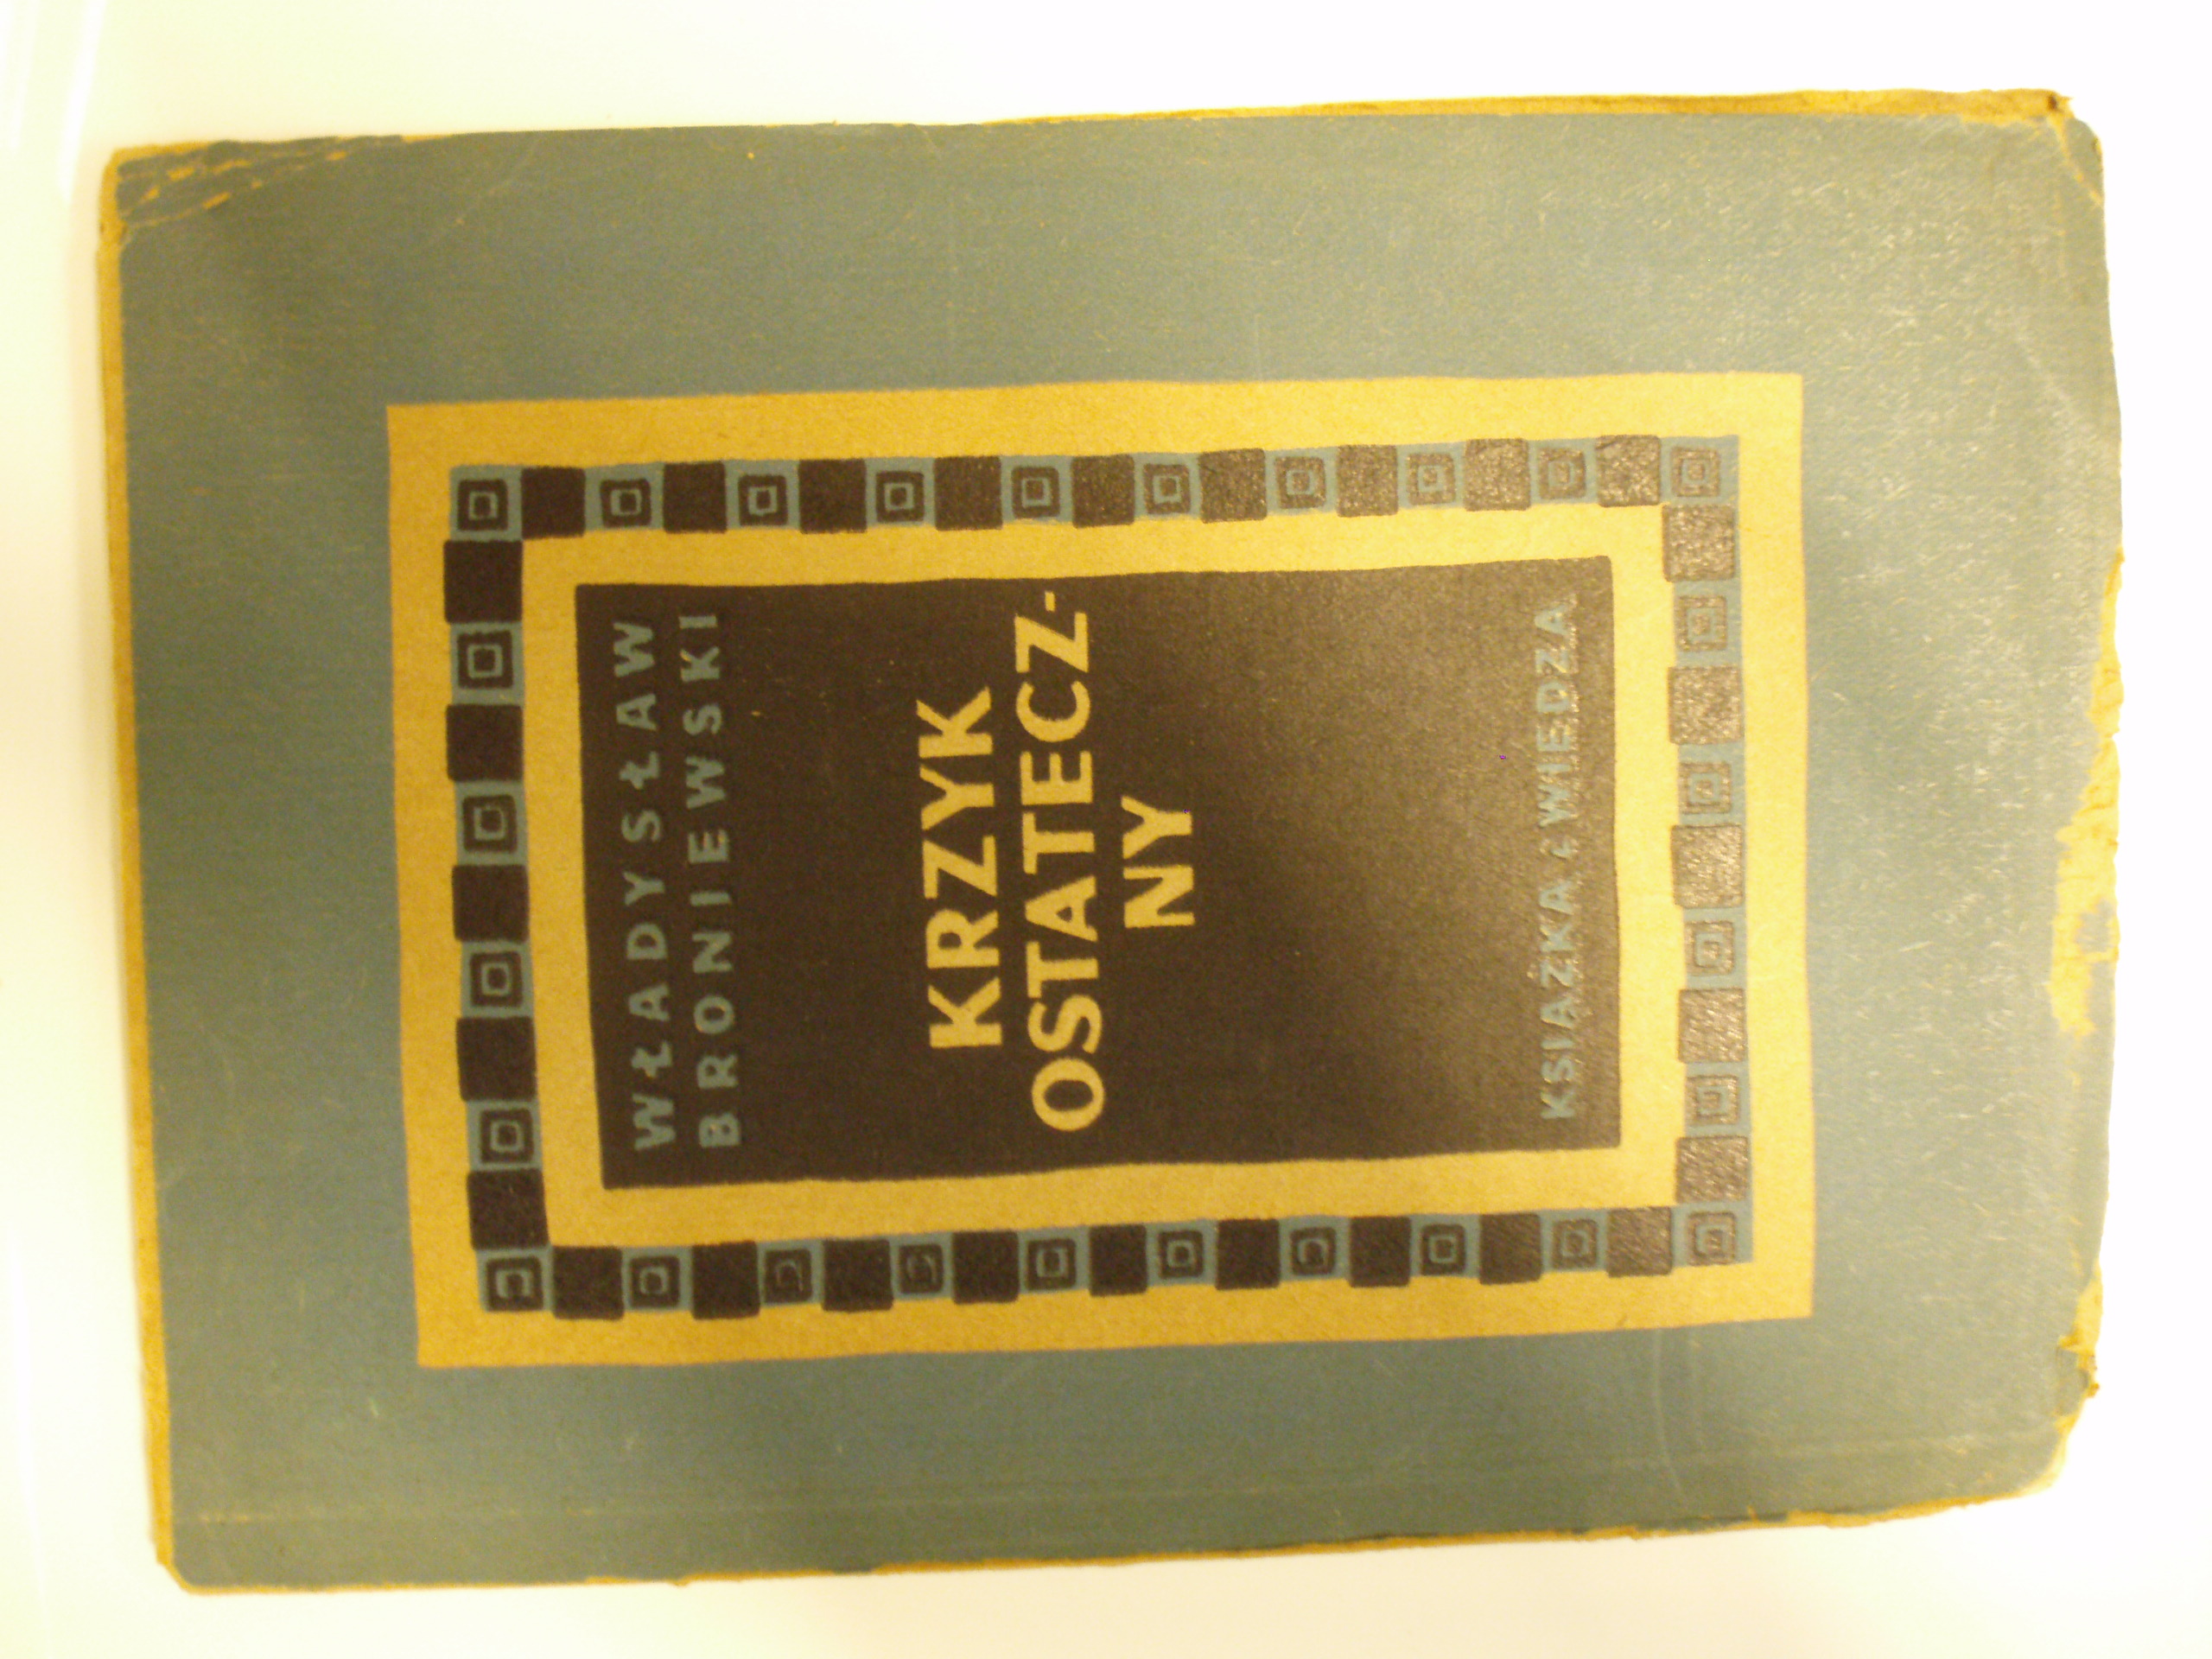 WŁADYSŁAW
BRONIEWSKI
KRZYK
OSTATECZ-
NY
KSIĄŻKA i WIEDZA